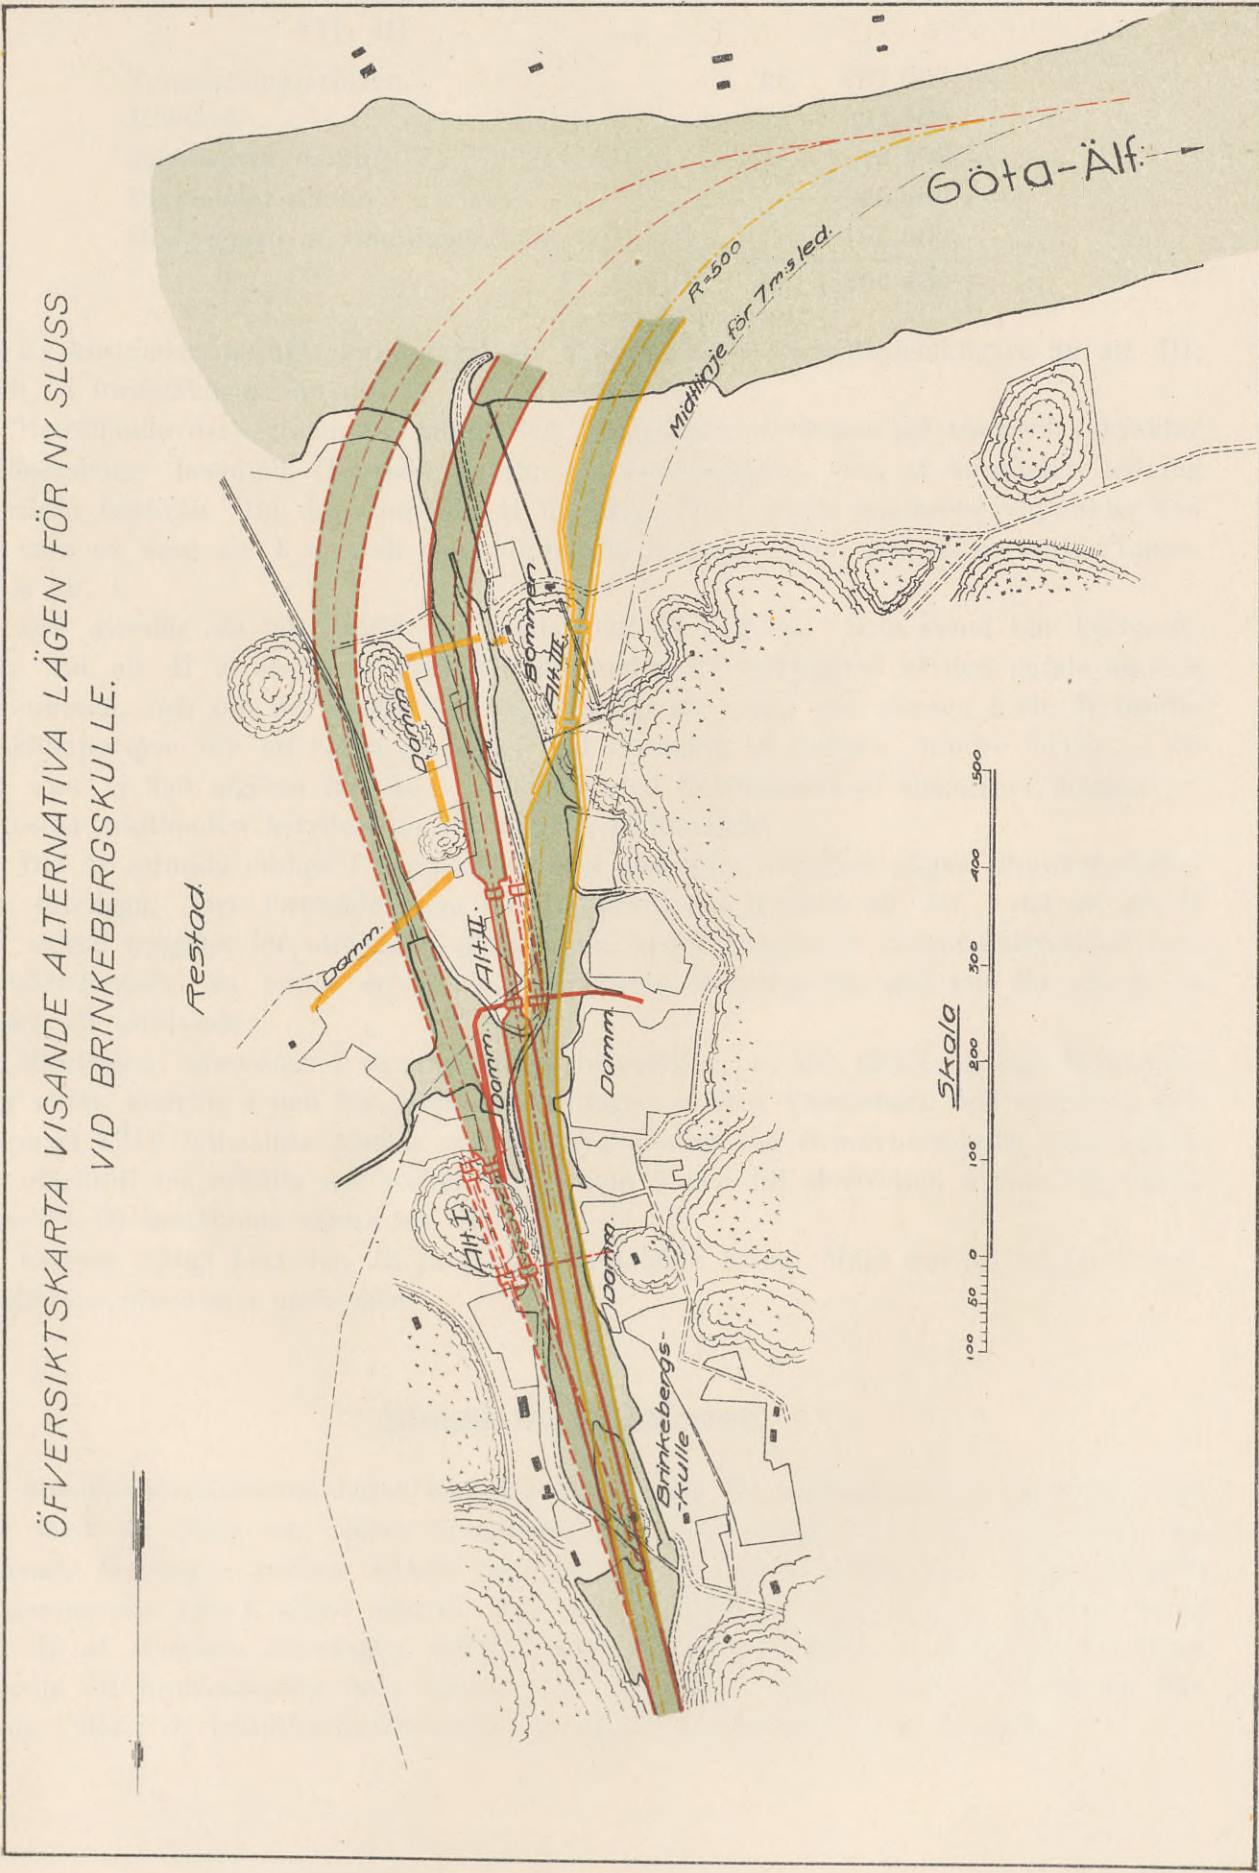 ÖFVERSIKTSKARTA VISANDE ALTERNATIVA LÄGEN FÖR NY SLUSS
VID BRINKEBERGSKULLE.
Restad.
Göta-Älf.
R=500
Midtlinje för 7 m:s led.
Bommen
Alt. III.
Damm
Damm.
Alt. II.
Damm.
Damm.
Alt. I.
Damm.
Brinkebergs-
-kulle
Skala
100 50 0 100 200 300 400 500